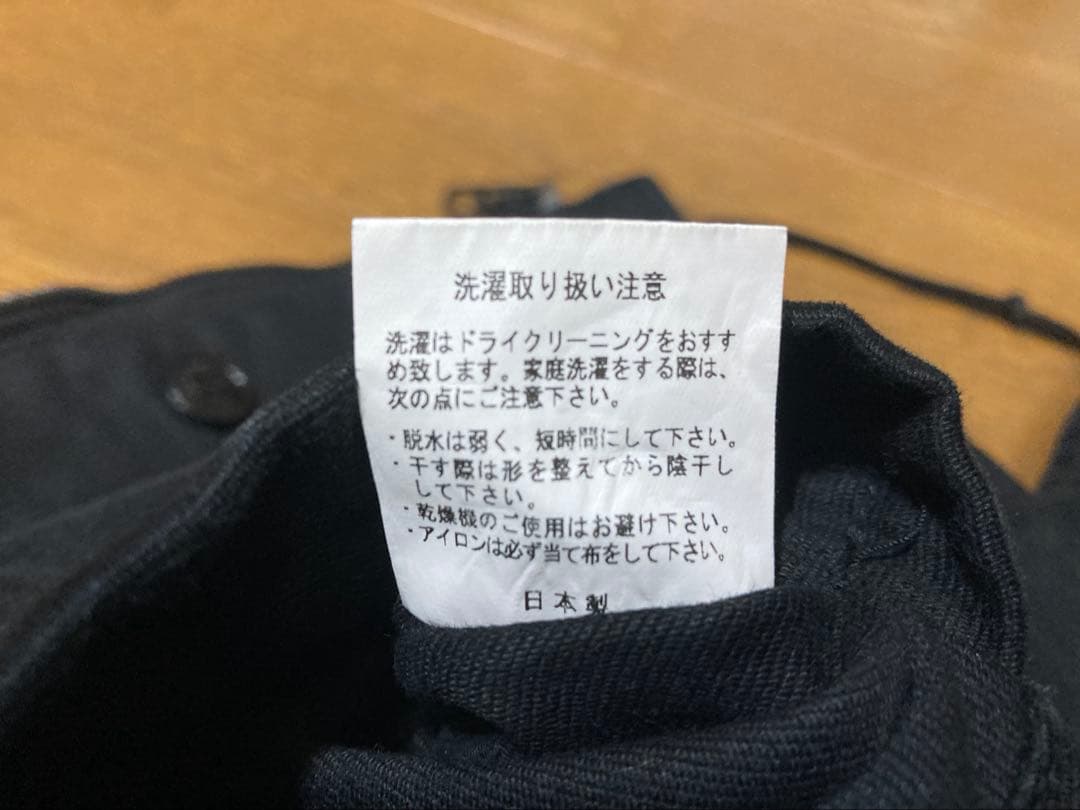 洗濯取り扱い注意
洗濯はドライクリーニングをおすす
め致します。家庭洗濯をする際は、
次の点にご注意下さい。
・脱水は弱く、短時間にして下さい。
・干す際は形を整えてから陰干し
して下さい。
・乾燥機のご使用はお避け下さい。
・アイロンは必ず当て布をして下さい。
日本製